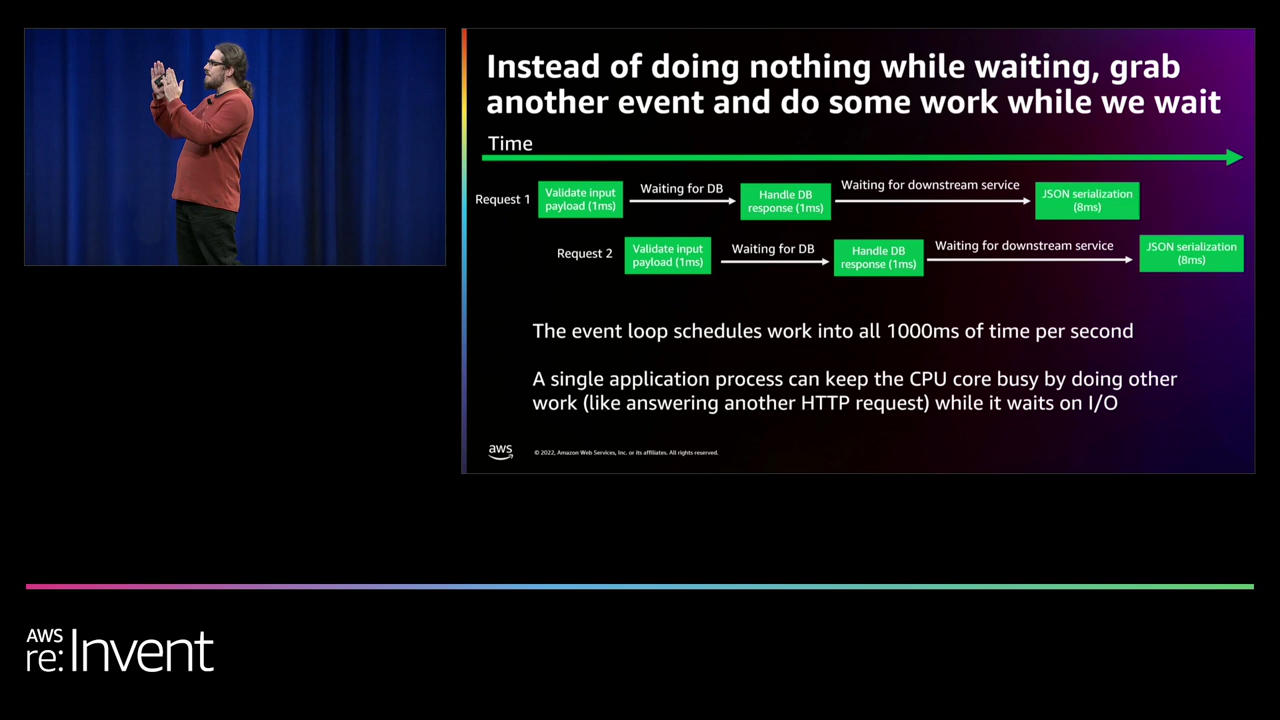 Instead of doing nothing while waiting, grab
another event and do some work while we wait
Time
Request 1
Validate input
payload (1ms)
Waiting for DB
Handle DB
response (1ms)
Waiting for downstream service
JSON serialization
(8ms)
Request 2
Validate input
payload (1ms)
Waiting for DB
Handle DB
response (1ms)
Waiting for downstream service
JSON serialization
(8ms)
The event loop schedules work into all 1000ms of time per second
A single application process can keep the CPU core busy by doing other
work (like answering another HTTP request) while it waits on I/O
aws
© 2022, Amazon Web Services, Inc. or its affiliates. All rights reserved.
AWS
re:Invent